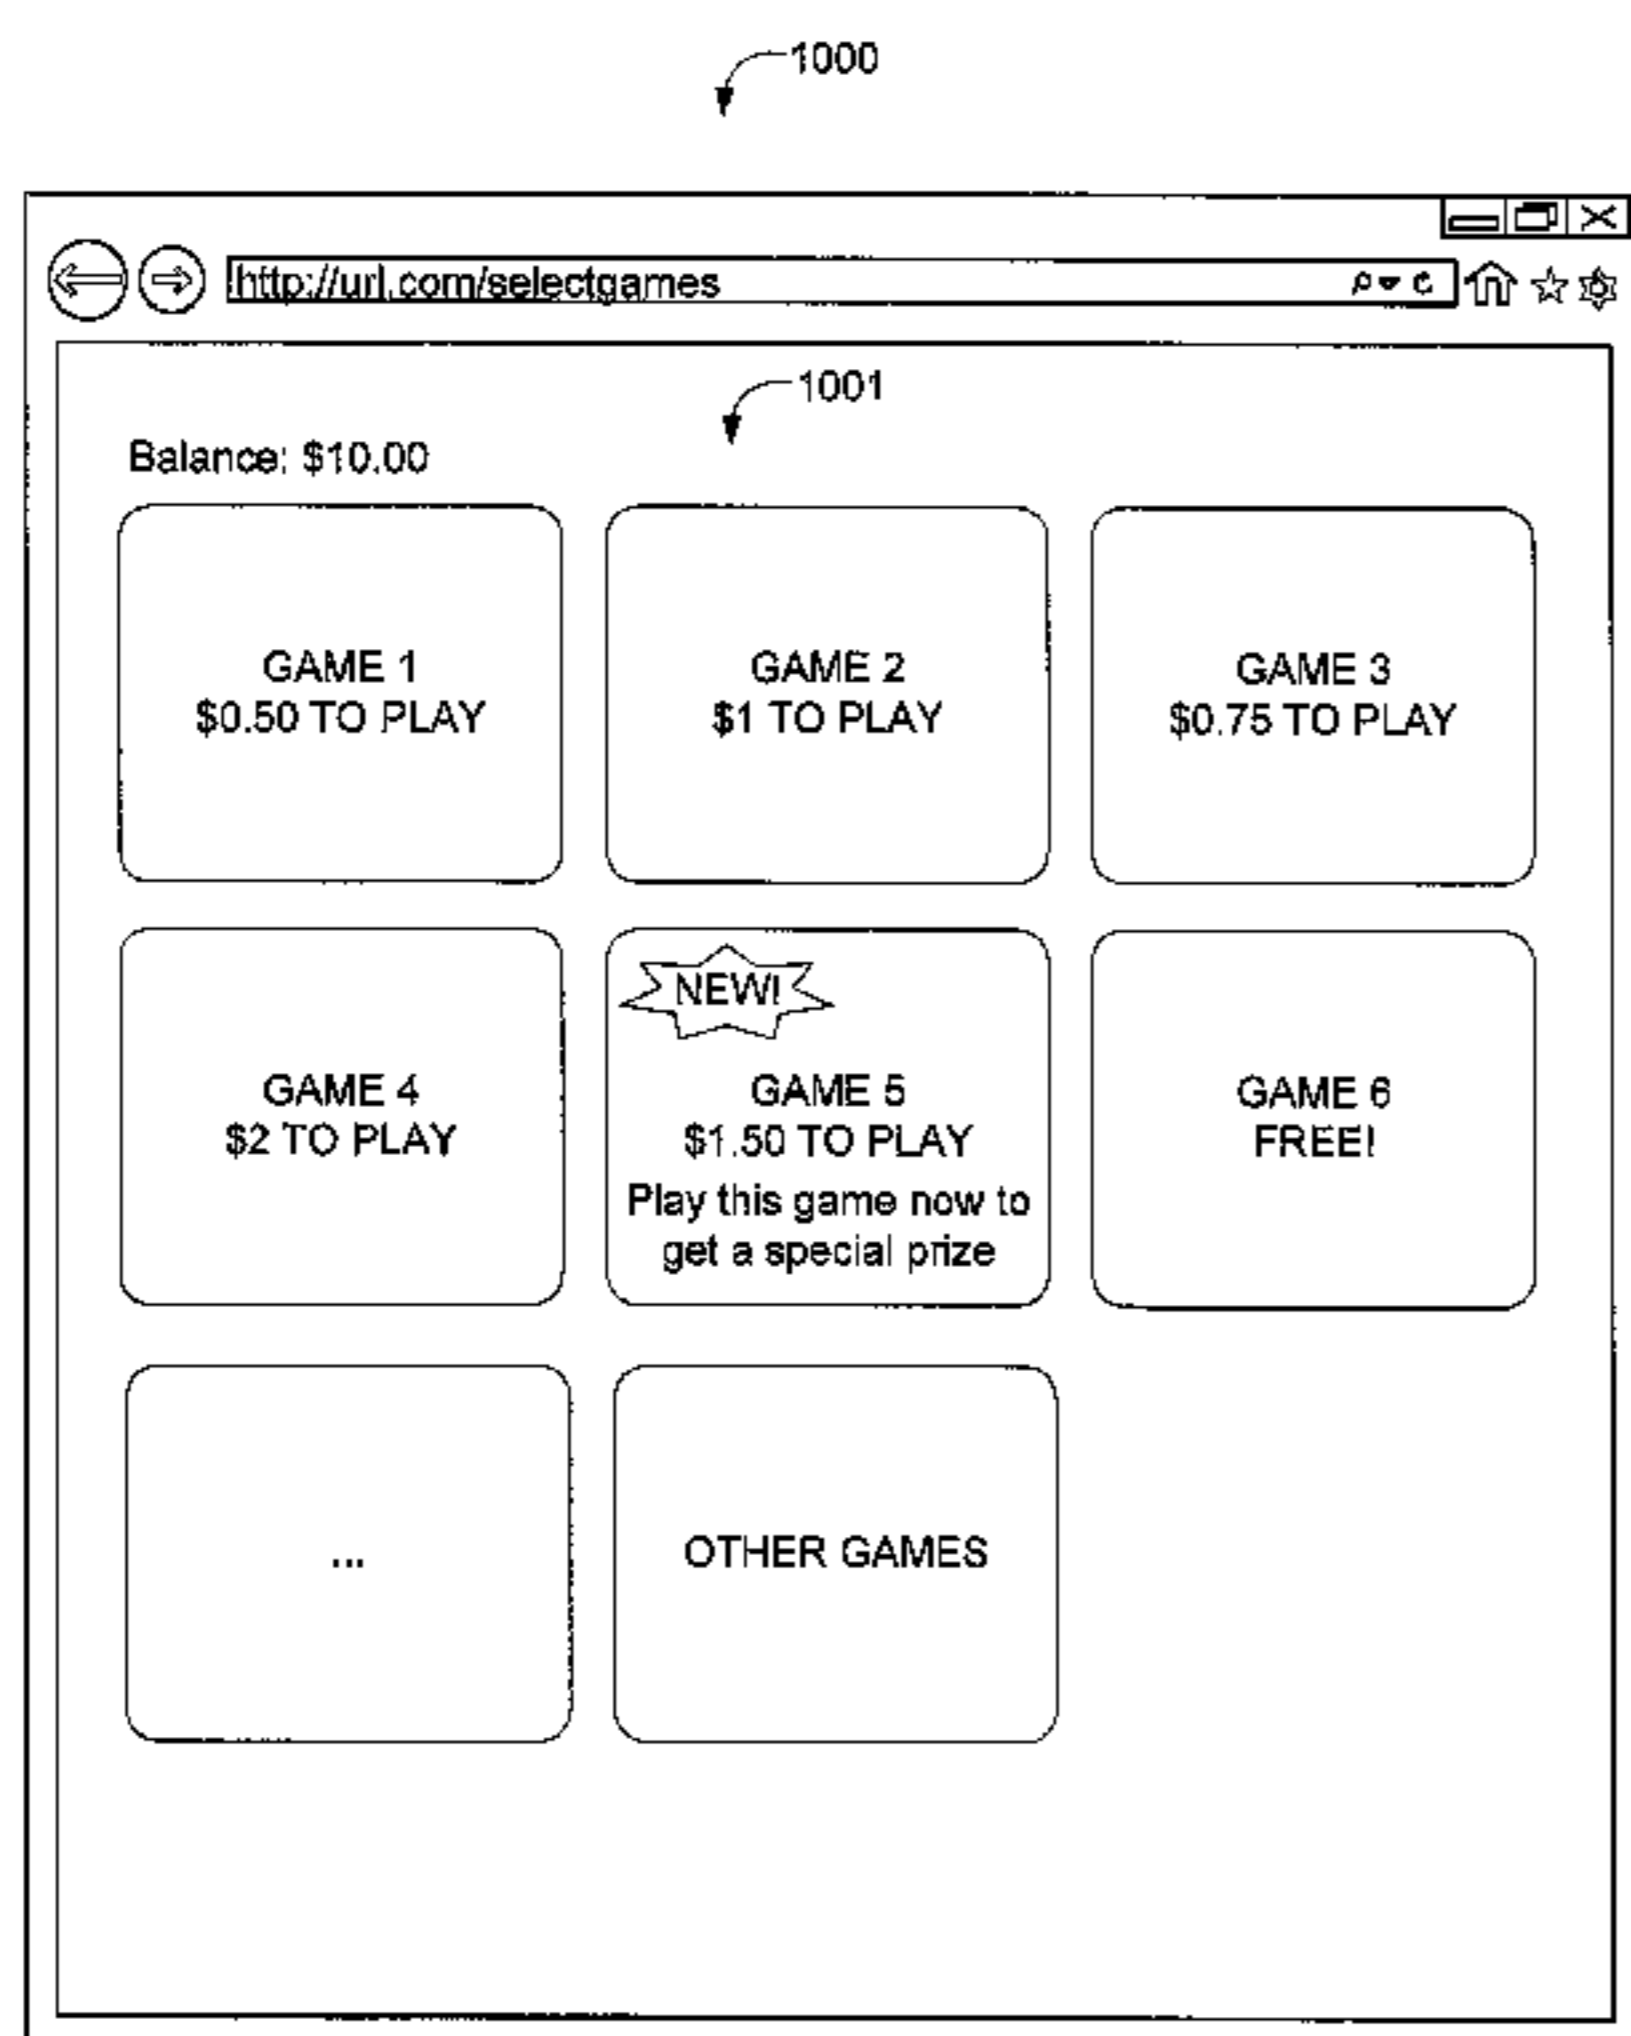 1000
http://url.com/selectgames
1001
Balance: $10.00
GAME 1
$0.50 TO PLAY
GAME 2
$1 TO PLAY
GAME 3
$0.75 TO PLAY
GAME 4
$2 TO PLAY
NEW!
GAME 5
$1.50 TO PLAY
Play this game now to
get a special prize
GAME 6
FREE!
...
OTHER GAMES